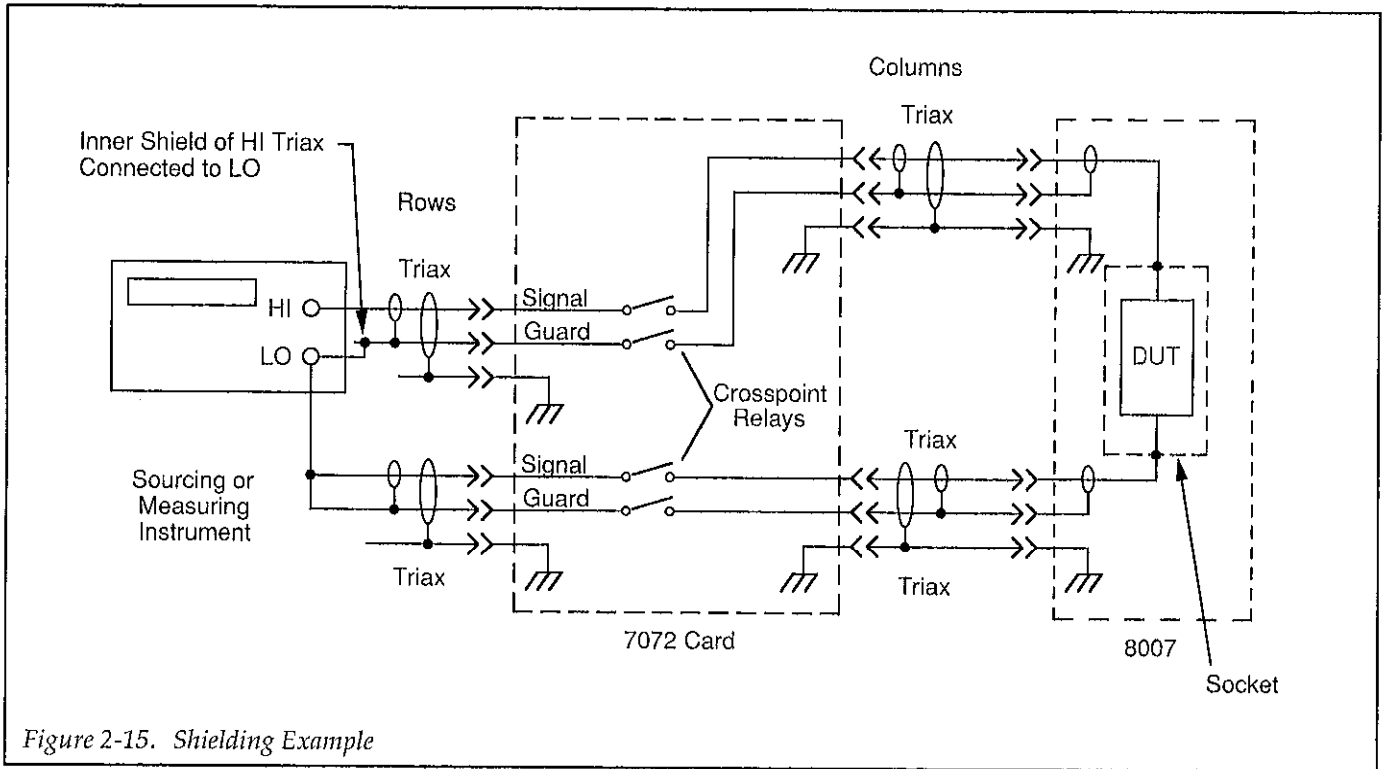 Columns
Triax
Inner Shield of HI Triax
Connected to LO
Rows
Triax
HI
LO
Signal
Guard
Crosspoint
Relays
DUT
Sourcing or
Measuring
Instrument
Signal
Guard
Triax
Triax
Triax
7072 Card
8007
Socket
Figure 2-15. Shielding Example